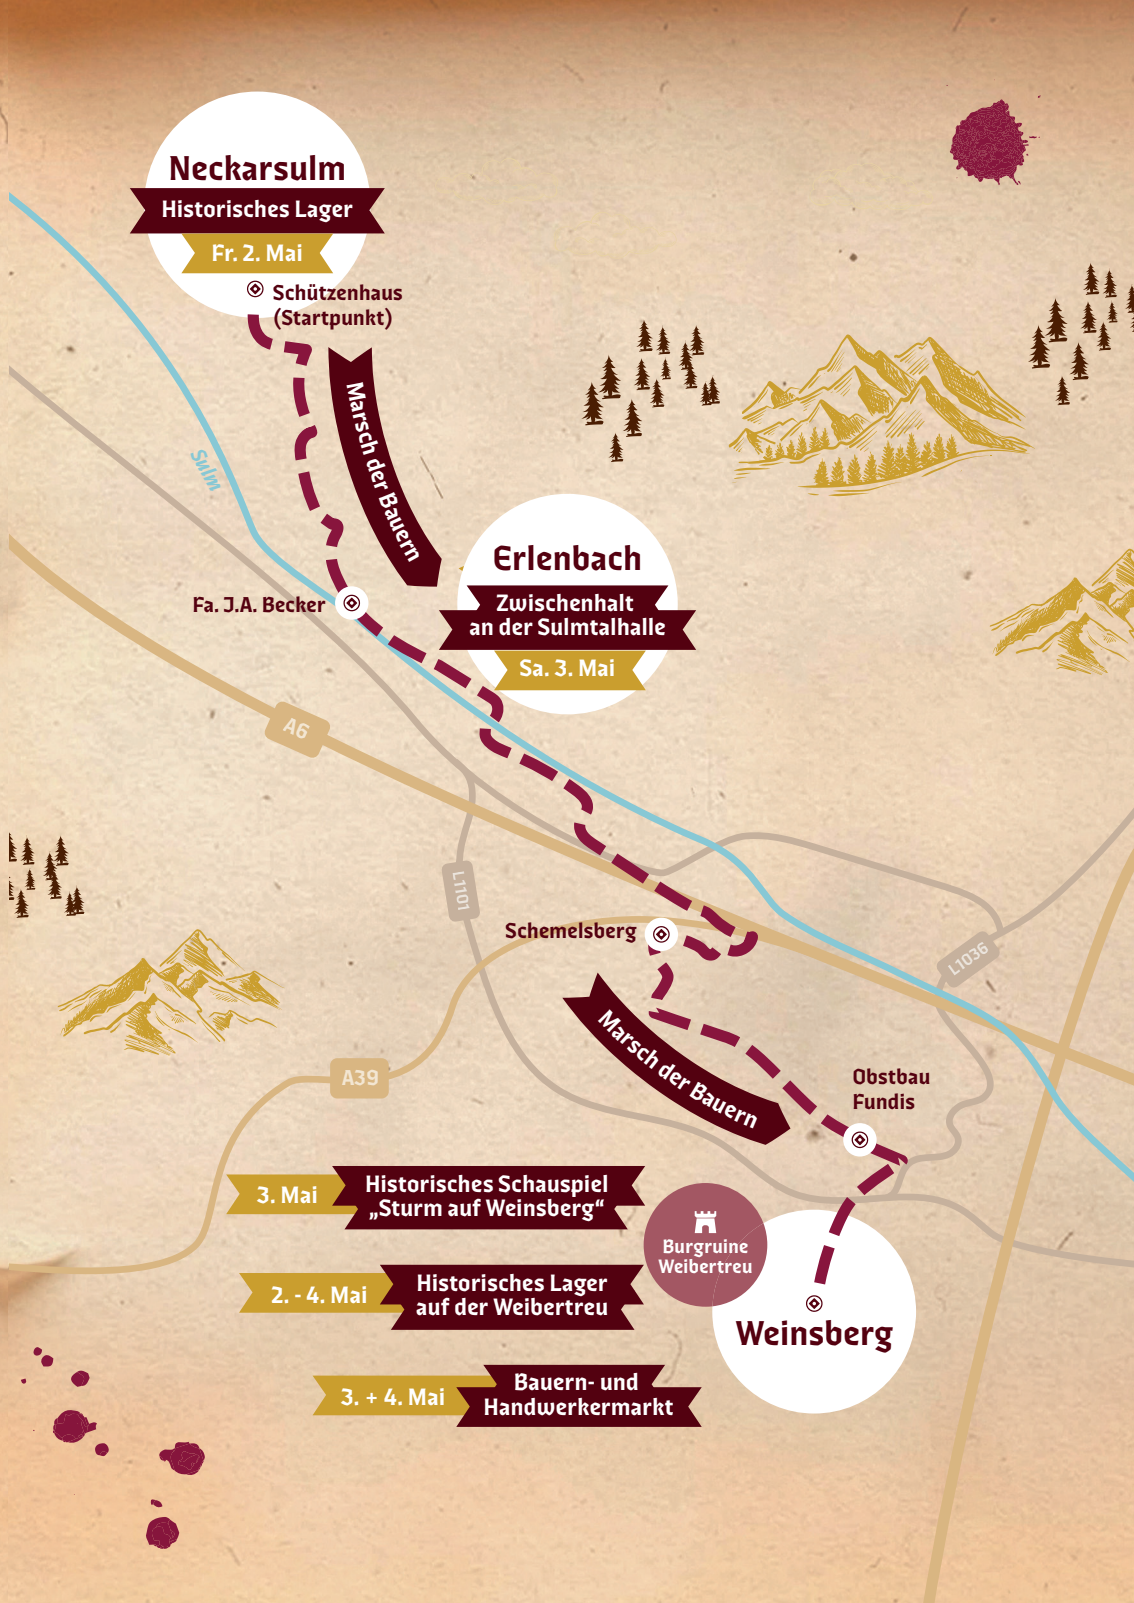 Neckarsulm
Historisches Lager
Fr. 2. Mai
Schützenhaus
(Startpunkt)
Marsch der Bauern
Sulm
Erlenbach
Zwischenhalt
an der Sulmtalhalle
Sa. 3. Mai
Fa. J.A. Becker
A6
L1101
Schemelsberg
L1036
Marsch der Bauern
A39
Obstbau
Fundis
3. Mai
Historisches Schauspiel
„Sturm auf Weinsberg“
Burgruine
Weibertreu
2. - 4. Mai
Historisches Lager
auf der Weibertreu
Weinsberg
3. + 4. Mai
Bauern- und
Handwerkermarkt